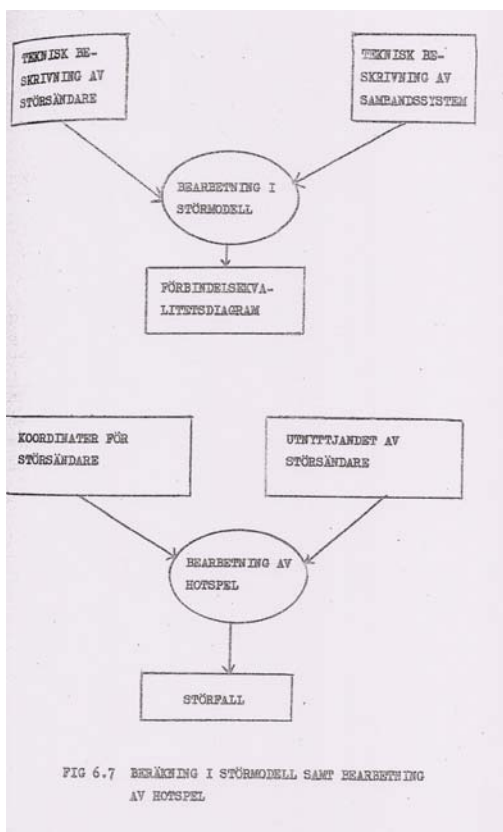 TEKNISK BE-
SKRIVNING AV
STÖRSÄNDARE
TEKNISK BE-
SKRIVNING AV
SAMBANDSSYSTEM
BEARBETNING I
STÖRMODELL
FÖRBINDELSEKVA-
LITETSDIAGRAM
KOORDINATER FÖR
STÖRSÄNDARE
UTNYTTJANDET AV
STÖRSÄNDARE
BEARBETNING AV
HOTSPEL
STÖRFALL
FIG 6.7 BERÄKNING I STÖRMODELL SAMT BEARBETNING
AV HOTSPEL